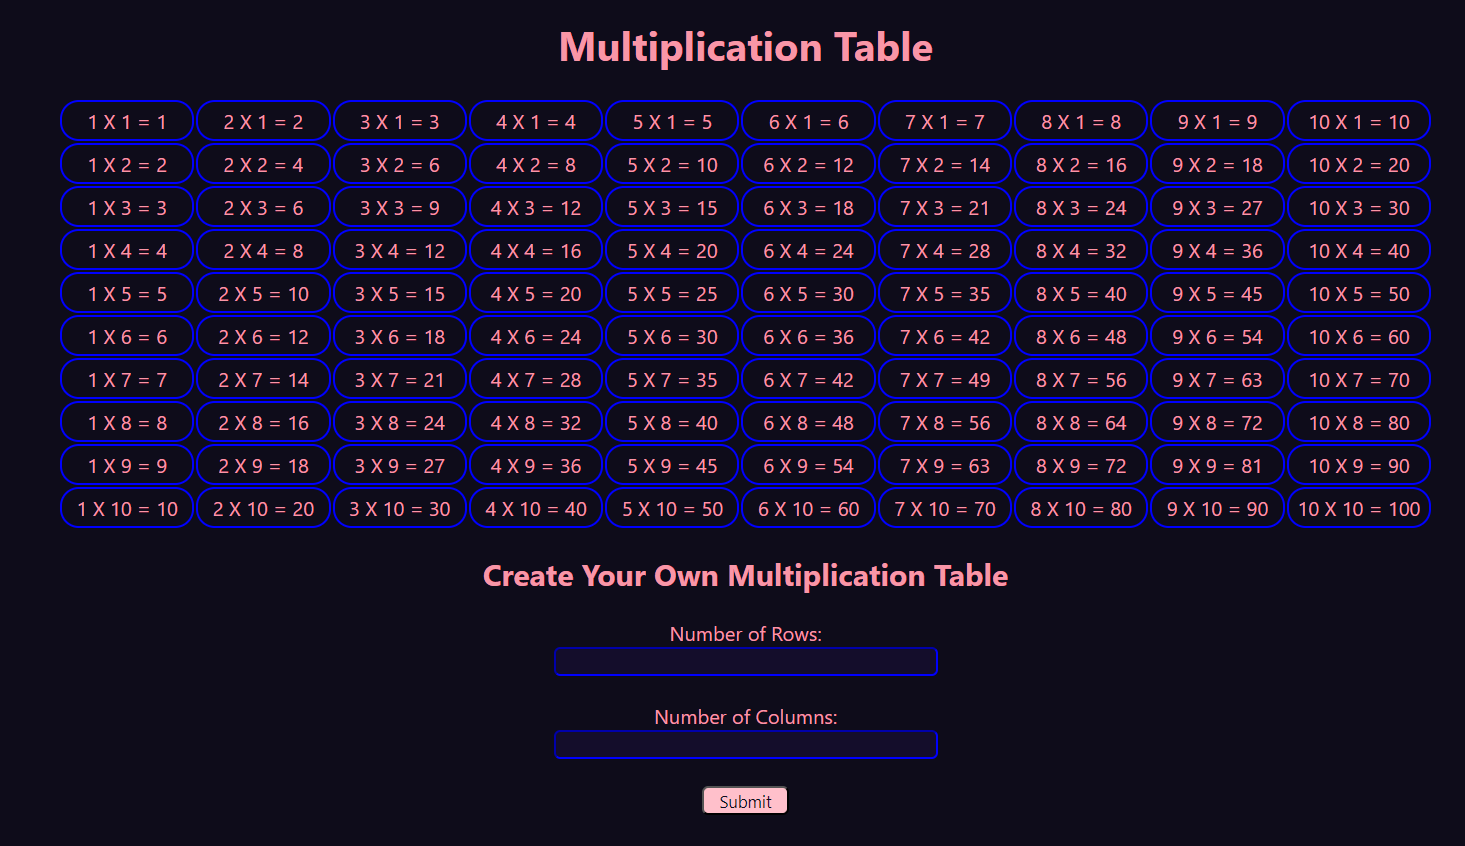 Multiplication Table
1 X 1 = 1 2 X 1 = 2 3 X 1 = 3 4 X 1 = 4 5 X 1 = 5 6 X 1 = 6 7 X 1 = 7 8 X 1 = 8 9 X 1 = 9 10 X 1 = 10
1 X 2 = 2 2 X 2 = 4 3 X 2 = 6 4 X 2 = 8 5 X 2 = 10 6 X 2 = 12 7 X 2 = 14 8 X 2 = 16 9 X 2 = 18 10 X 2 = 20
1 X 3 = 3 2 X 3 = 6 3 X 3 = 9 4 X 3 = 12 5 X 3 = 15 6 X 3 = 18 7 X 3 = 21 8 X 3 = 24 9 X 3 = 27 10 X 3 = 30
1 X 4 = 4 2 X 4 = 8 3 X 4 = 12 4 X 4 = 16 5 X 4 = 20 6 X 4 = 24 7 X 4 = 28 8 X 4 = 32 9 X 4 = 36 10 X 4 = 40
1 X 5 = 5 2 X 5 = 10 3 X 5 = 15 4 X 5 = 20 5 X 5 = 25 6 X 5 = 30 7 X 5 = 35 8 X 5 = 40 9 X 5 = 45 10 X 5 = 50
1 X 6 = 6 2 X 6 = 12 3 X 6 = 18 4 X 6 = 24 5 X 6 = 30 6 X 6 = 36 7 X 6 = 42 8 X 6 = 48 9 X 6 = 54 10 X 6 = 60
1 X 7 = 7 2 X 7 = 14 3 X 7 = 21 4 X 7 = 28 5 X 7 = 35 6 X 7 = 42 7 X 7 = 49 8 X 7 = 56 9 X 7 = 63 10 X 7 = 70
1 X 8 = 8 2 X 8 = 16 3 X 8 = 24 4 X 8 = 32 5 X 8 = 40 6 X 8 = 48 7 X 8 = 56 8 X 8 = 64 9 X 8 = 72 10 X 8 = 80
1 X 9 = 9 2 X 9 = 18 3 X 9 = 27 4 X 9 = 36 5 X 9 = 45 6 X 9 = 54 7 X 9 = 63 8 X 9 = 72 9 X 9 = 81 10 X 9 = 90
1 X 10 = 10 2 X 10 = 20 3 X 10 = 30 4 X 10 = 40 5 X 10 = 50 6 X 10 = 60 7 X 10 = 70 8 X 10 = 80 9 X 10 = 90 10 X 10 = 100
Create Your Own Multiplication Table
Number of Rows:
Number of Columns:
Submit